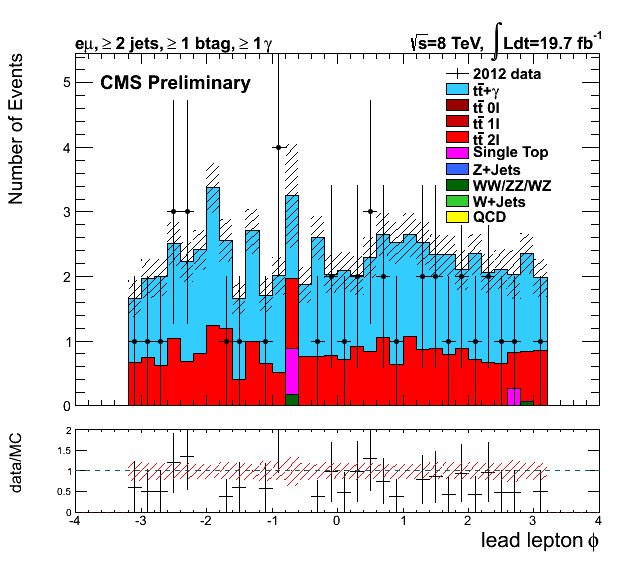 eμ, ≥ 2 jets, ≥ 1 btag, ≥ 1 γ
√s=8 TeV, ∫ Ldt=19.7 fb⁻¹
CMS Preliminary
2012 data
tt̄+γ
tt̄ 0l
tt̄ 1l
tt̄ 2l
Single Top
Z+Jets
WW/ZZ/WZ
W+Jets
QCD
Number of Events
5
4
3
2
1
0
data/MC
2
1.5
1
0.5
0
-4 -3 -2 -1 0 1 2 3 4
lead lepton ϕ